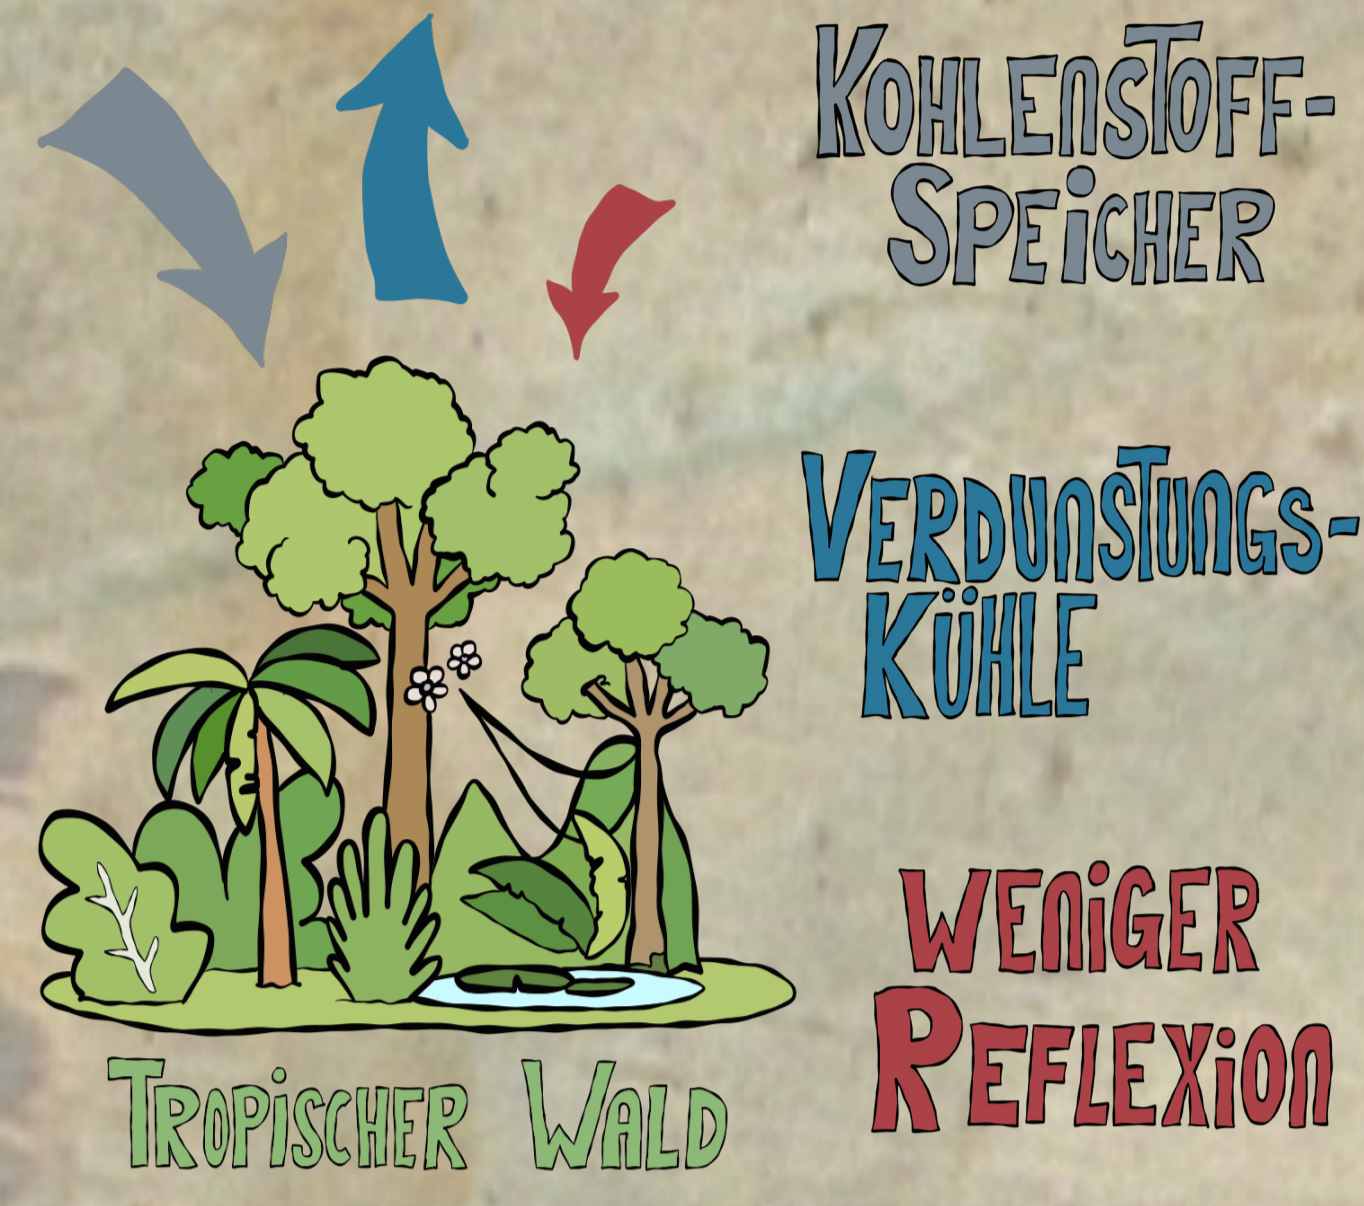 Kohlenstoff-
Speicher
Verdunstungs-
Kühle
Weniger
Reflexion
Tropischer Wald